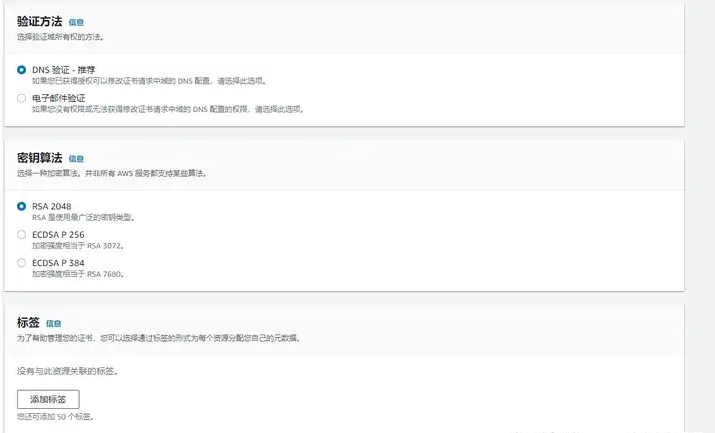 验证方法 信息
选择验证域所有权的方法。
DNS 验证 - 推荐
如果您已获得授权可以修改证书请求中域的 DNS 配置，请选择此选项。
电子邮件验证
如果您没有权限或无法获得修改证书请求中域的 DNS 配置的权限，请选择此选项。
密钥算法 信息
选择一种加密算法。并非所有 AWS 服务都支持某些算法。
RSA 2048
RSA 是使用最广泛的密钥类型。
ECDSA P 256
加密强度相当于 RSA 3072。
ECDSA P 384
加密强度相当于 RSA 7680。
标签 信息
为了帮助管理您的证书，您可以选择通过标签的形式为每个资源分配您自己的元数据。
没有与此资源关联的标签。
添加标签
您还可添加 50 个标签。